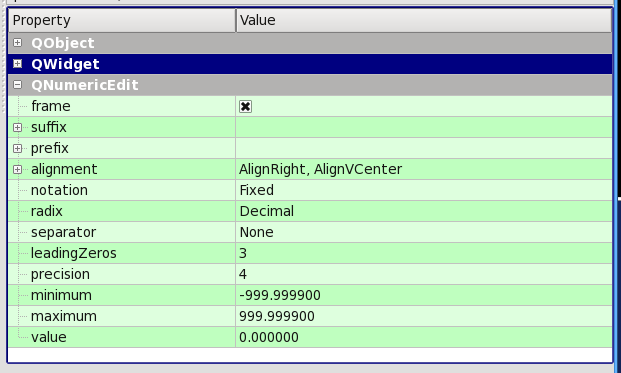 Property Value
QObject
QWidget
QNumericEdit
frame
suffix
prefix
alignment AlignRight, AlignVCenter
notation Fixed
radix Decimal
separator None
leadingZeros 3
precision 4
minimum -999.999900
maximum 999.999900
value 0.000000